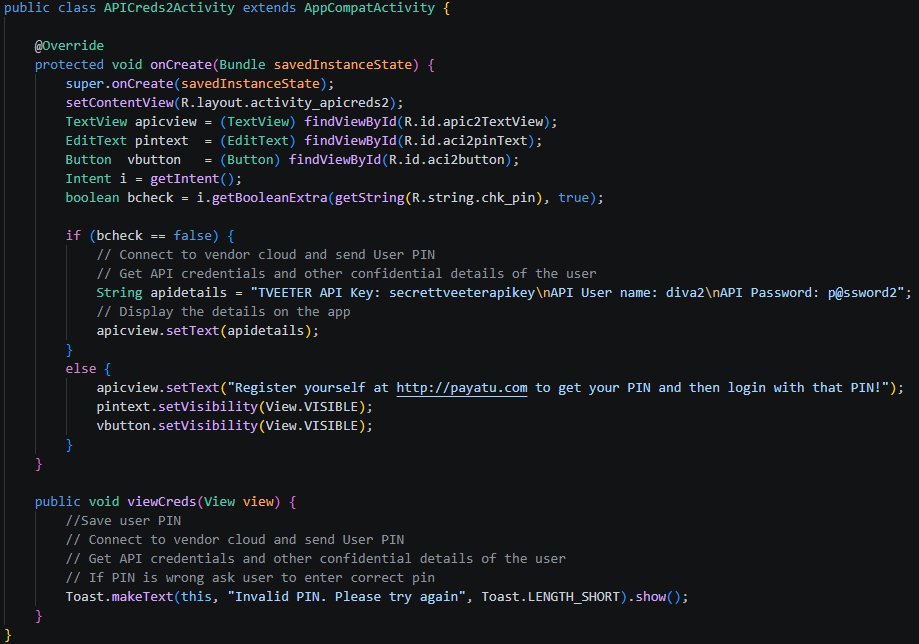 public class APICreds2Activity extends AppCompatActivity {

    @Override
    protected void onCreate(Bundle savedInstanceState) {
        super.onCreate(savedInstanceState);
        setContentView(R.layout.activity_apicreds2);
        TextView apicview = (TextView) findViewById(R.id.apic2TextView);
        EditText pintext  = (EditText) findViewById(R.id.aci2pinText);
        Button  vbutton   = (Button) findViewById(R.id.aci2button);
        Intent i = getIntent();
        boolean bcheck = i.getBooleanExtra(getString(R.string.chk_pin), true);

        if (bcheck == false) {
            // Connect to vendor cloud and send User PIN
            // Get API credentials and other confidential details of the user
            String apidetails = "TVEETER API Key: secrettveeterapikey\nAPI User name: diva2\nAPI Password: p@ssword2";
            // Display the details on the app
            apicview.setText(apidetails);
        }
        else {
            apicview.setText("Register yourself at http://payatu.com to get your PIN and then login with that PIN!");
            pintext.setVisibility(View.VISIBLE);
            vbutton.setVisibility(View.VISIBLE);
        }
    }

    public void viewCreds(View view) {
        //Save user PIN
        // Connect to vendor cloud and send User PIN
        // Get API credentials and other confidential details of the user
        // If PIN is wrong ask user to enter correct pin
        Toast.makeText(this, "Invalid PIN. Please try again", Toast.LENGTH_SHORT).show();
    }
}